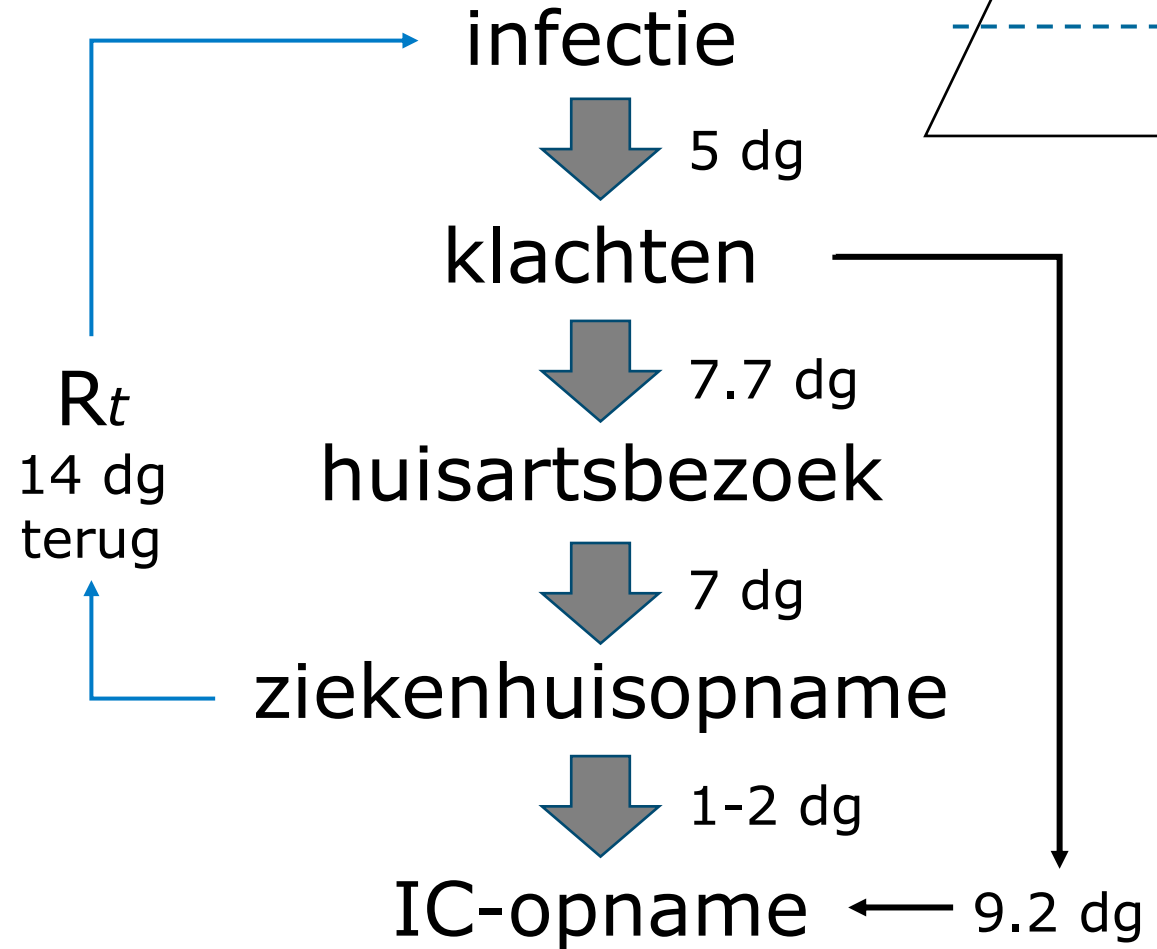 infectie
5 dg
klachten
7.7 dg
Rt
14 dg
terug
huisartsbezoek
7 dg
ziekenhuisopname
1-2 dg
IC-opname
9.2 dg